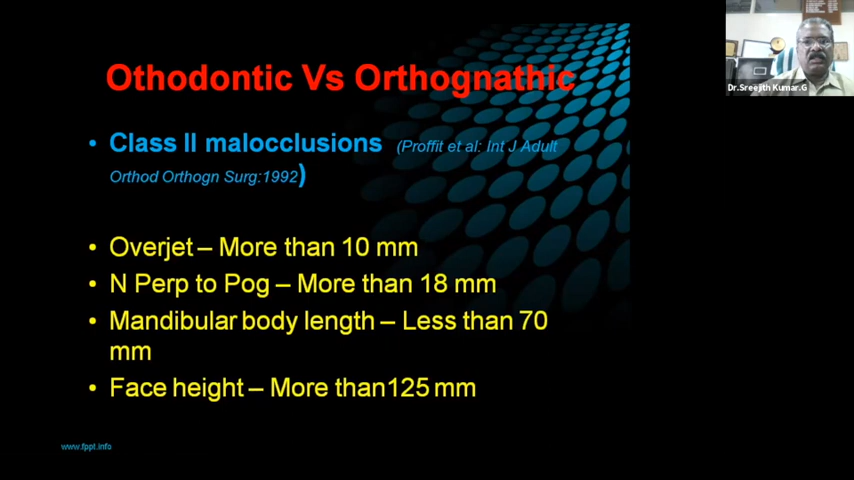 Othodontic Vs Orthognathic
• Class II malocclusions (Proffit et al: Int J Adult
Orthod Orthogn Surg:1992)
• Overjet – More than 10 mm
• N Perp to Pog – More than 18 mm
• Mandibular body length – Less than 70
mm
• Face height – More than125 mm
www.fppt.info
Dr.Sreejith Kumar.G